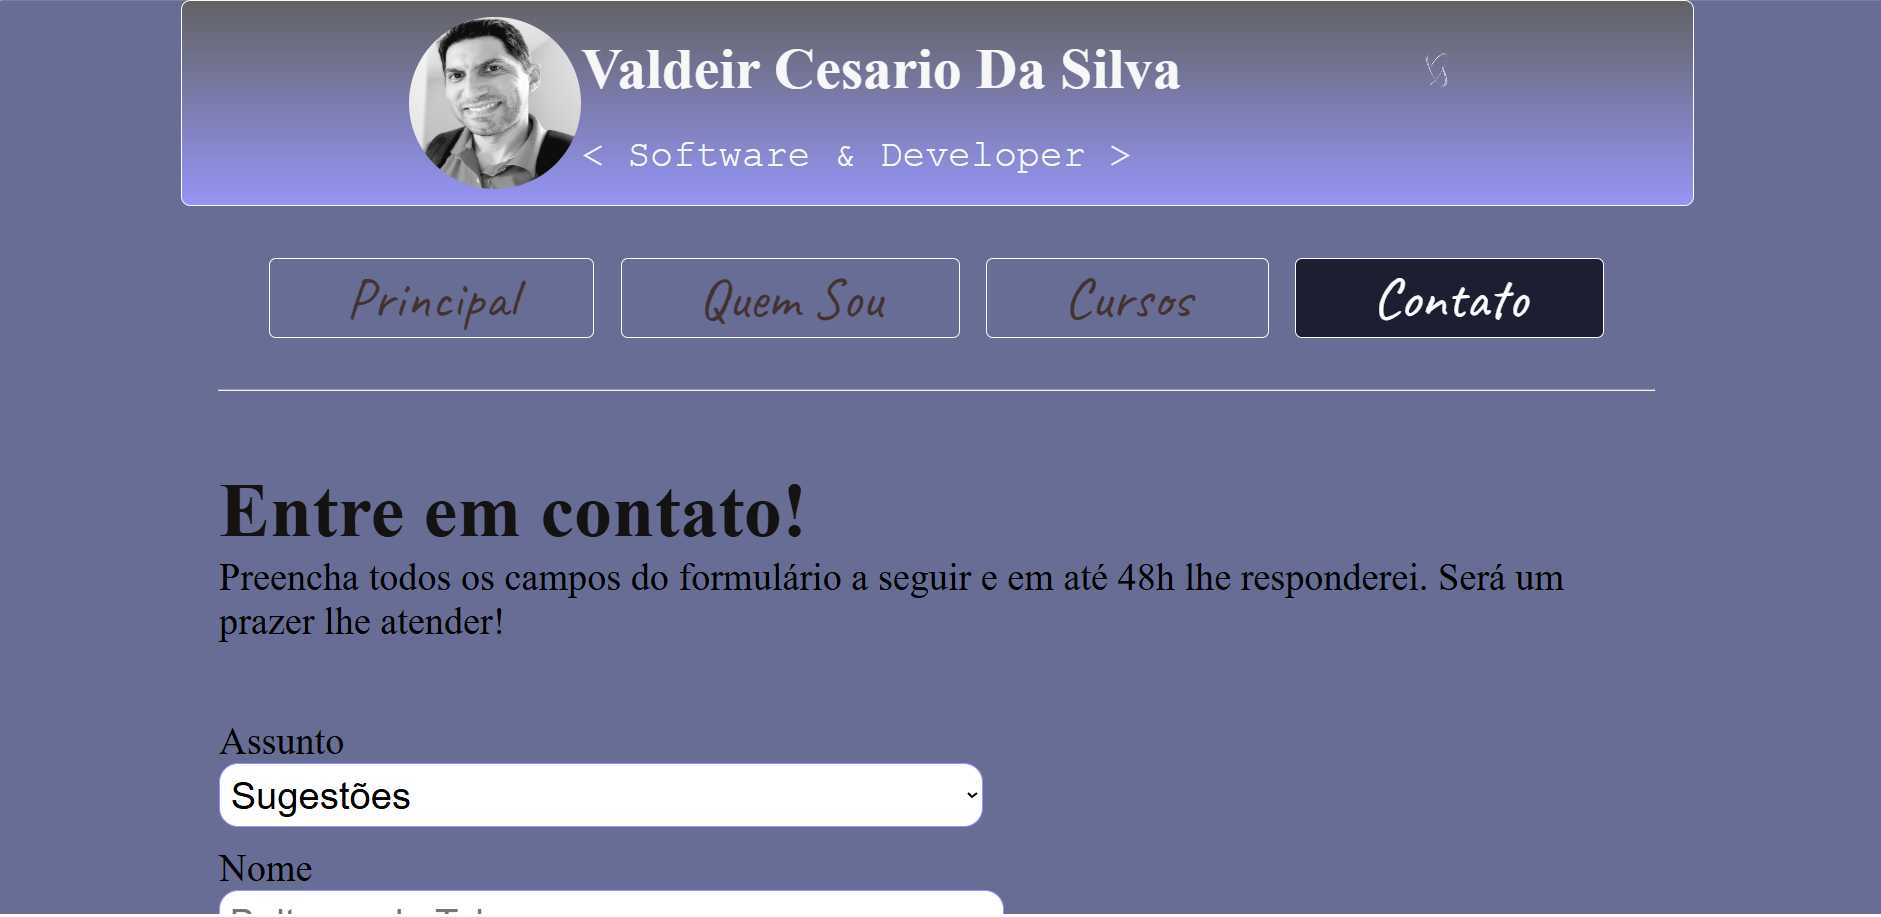 Valdeir Cesario Da Silva
< Software & Developer >
Principal
Quem Sou
Cursos
Contato
Entre em contato!
Preencha todos os campos do formulário a seguir e em até 48h lhe responderei. Será um
prazer lhe atender!
Assunto
Sugestões
Nome